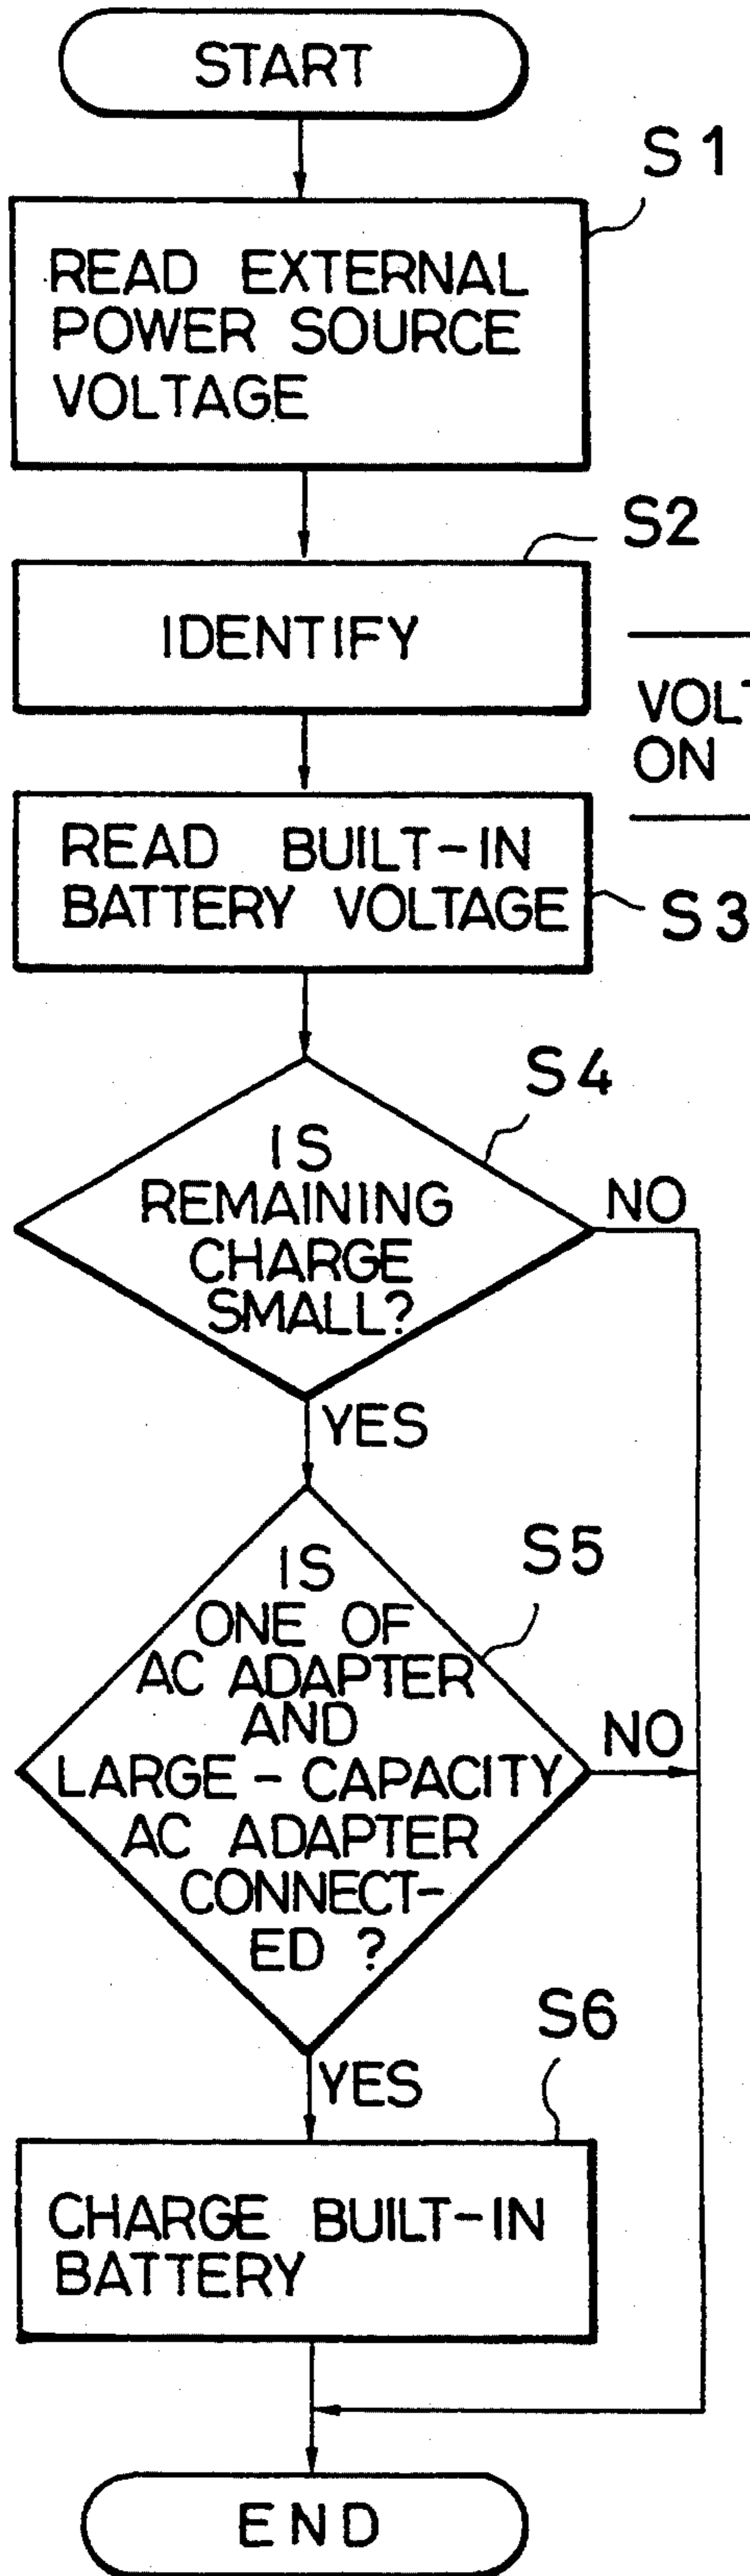 START
S1
READ EXTERNAL
POWER SOURCE
VOLTAGE
S2
IDENTIFY
ON
READ BUILT-IN
BATTERY VOLTAGE
S3
S4
IS
REMAINING
CHARGE
SMALL?
NO
YES
S5
IS
ONE OF
AC ADAPTER
AND
LARGE-CAPACITY
AC ADAPTER
CONNECT-
ED ?
NO
YES
S6
CHARGE BUILT-IN
BATTERY
END